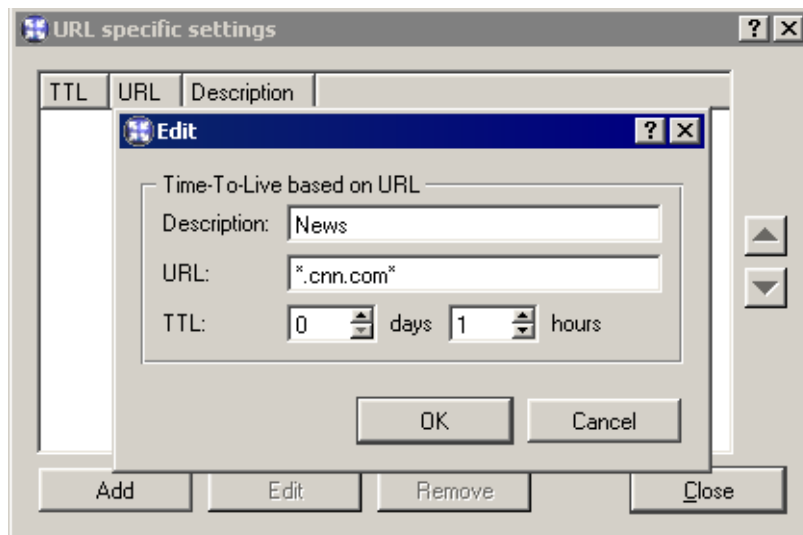 URL specific settings
TTL URL Description
Edit
Time-To-Live based on URL
Description: News
URL: *.cnn.com*
TTL: 0 days 1 hours
OK Cancel
Add Edit Remove Close